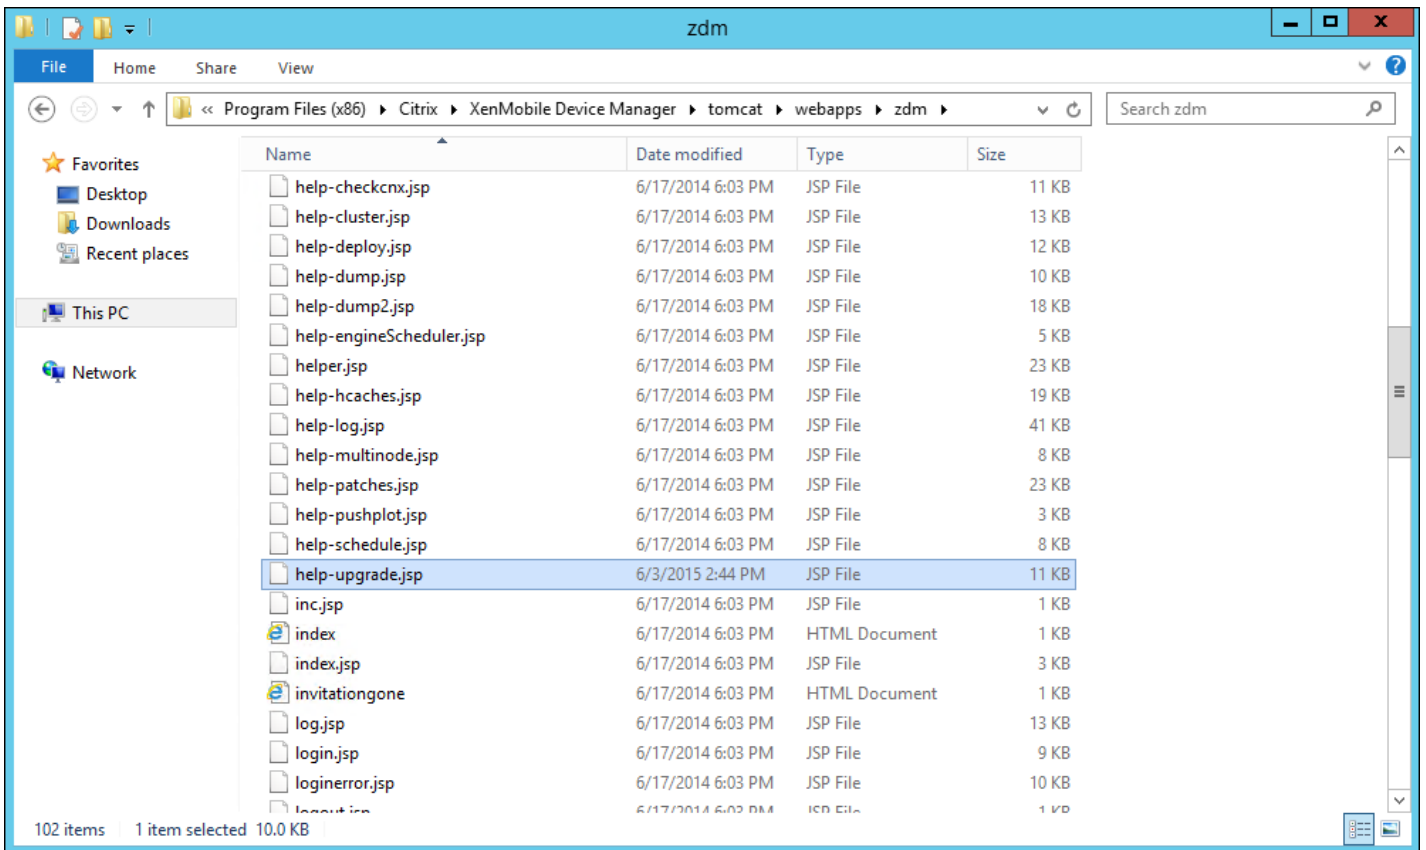 zdm
File Home Share View
« Program Files (x86) Citrix XenMobile Device Manager tomcat webapps zdm Search zdm
Favorites
Desktop
Downloads
Recent places
This PC
Network
Name Date modified Type Size
help-checkcnx.jsp 6/17/2014 6:03 PM JSP File 11 KB
help-cluster.jsp 6/17/2014 6:03 PM JSP File 13 KB
help-deploy.jsp 6/17/2014 6:03 PM JSP File 12 KB
help-dump.jsp 6/17/2014 6:03 PM JSP File 10 KB
help-dump2.jsp 6/17/2014 6:03 PM JSP File 18 KB
help-engineScheduler.jsp 6/17/2014 6:03 PM JSP File 5 KB
helper.jsp 6/17/2014 6:03 PM JSP File 23 KB
help-hcaches.jsp 6/17/2014 6:03 PM JSP File 19 KB
help-log.jsp 6/17/2014 6:03 PM JSP File 41 KB
help-multinode.jsp 6/17/2014 6:03 PM JSP File 8 KB
help-patches.jsp 6/17/2014 6:03 PM JSP File 23 KB
help-pushplot.jsp 6/17/2014 6:03 PM JSP File 3 KB
help-schedule.jsp 6/17/2014 6:03 PM JSP File 8 KB
help-upgrade.jsp 6/3/2015 2:44 PM JSP File 11 KB
inc.jsp 6/17/2014 6:03 PM JSP File 1 KB
index 6/17/2014 6:03 PM HTML Document 1 KB
index.jsp 6/17/2014 6:03 PM JSP File 3 KB
invitationgone 6/17/2014 6:03 PM HTML Document 1 KB
log.jsp 6/17/2014 6:03 PM JSP File 13 KB
login.jsp 6/17/2014 6:03 PM JSP File 9 KB
loginerror.jsp 6/17/2014 6:03 PM JSP File 10 KB
logout.jsp 6/17/2014 6:03 PM JSP File 1 KB
102 items 1 item selected 10.0 KB